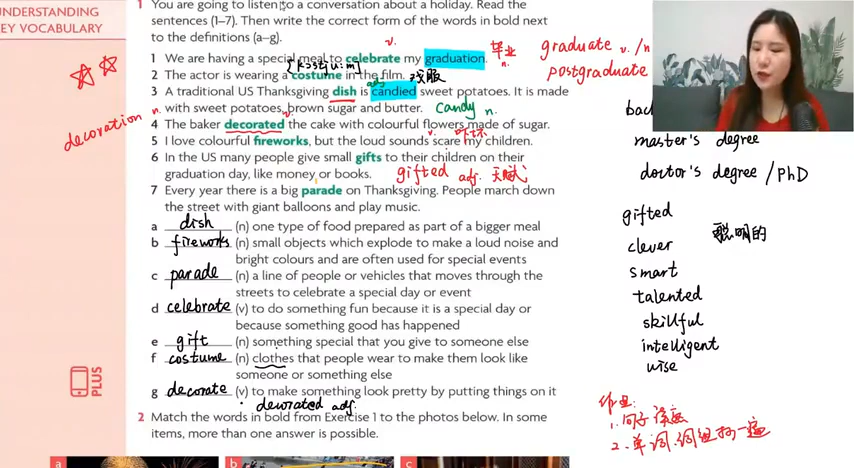 UNDERSTANDING
KEY VOCABULARY
1 You are going to listen to a conversation about a holiday. Read the
sentences (1–7). Then write the correct form of the words in bold next
to the definitions (a–g).
1 We are having a special meal to celebrate my graduation.
v.
毕业
n.
graduate v. / n
postgraduate
[kɒstjuːm]
2 The actor is wearing a costume in the film.
戏服
adj
3 A traditional US Thanksgiving dish is candied sweet potatoes. It is made
with sweet potatoes, brown sugar and butter.
candy n.
decoration n.
v.
4 The baker decorated the cake with colourful flowers made of sugar.
v.
5 I love colourful fireworks, but the loud sounds scare my children.
6 In the US many people give small gifts to their children on their
graduation day, like money or books.
gifted adj. 天赋
7 Every year there is a big parade on Thanksgiving. People march down
the street with giant balloons and play music.
a dish (n) one type of food prepared as part of a bigger meal
b fireworks (n) small objects which explode to make a loud noise and
bright colours and are often used for special events
c parade (n) a line of people or vehicles that moves through the
streets to celebrate a special day or event
d celebrate (v) to do something fun because it is a special day or
because something good has happened
e gift (n) something special that you give to someone else
f costume (n) clothes that people wear to make them look like
someone or something else
g decorate (v) to make something look pretty by putting things on it
decorated adj.
2 Match the words in bold from Exercise 1 to the photos below. In some
items, more than one answer is possible.
PLUS
a
b
c
master's degree
doctor's degree / PhD
gifted
clever
聪明的
smart
talented
skillful
intelligent
wise
作业:
1. 句子
2. 单词、词组扫一遍